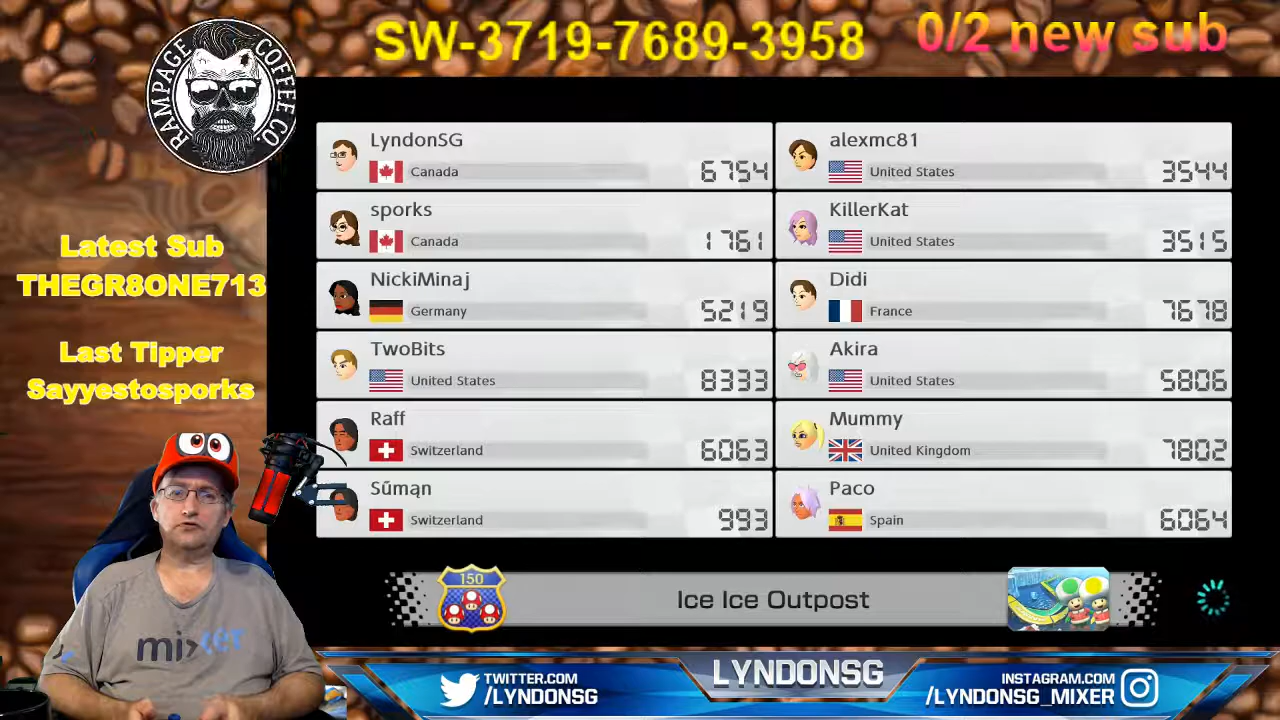 RAMPAGE COFFEE CO.
SW-3719-7689-3958
0/2 new sub
Latest Sub
THEGR8ONE713
Last Tipper
Sayyestosporks
LyndonSG
Canada
6754
sporks
Canada
1761
NickiMinaj
Germany
5219
TwoBits
United States
8333
Raff
Switzerland
6063
Sűmąn
Switzerland
993
alexmc81
United States
3544
KillerKat
United States
3515
Didi
France
7678
Akira
United States
5806
Mummy
United Kingdom
7802
Paco
Spain
6064
150
Ice Ice Outpost
mixer
TWITTER.COM
/LYNDONSG
LYNDONSG
INSTAGRAM.COM
/LYNDONSG_MIXER